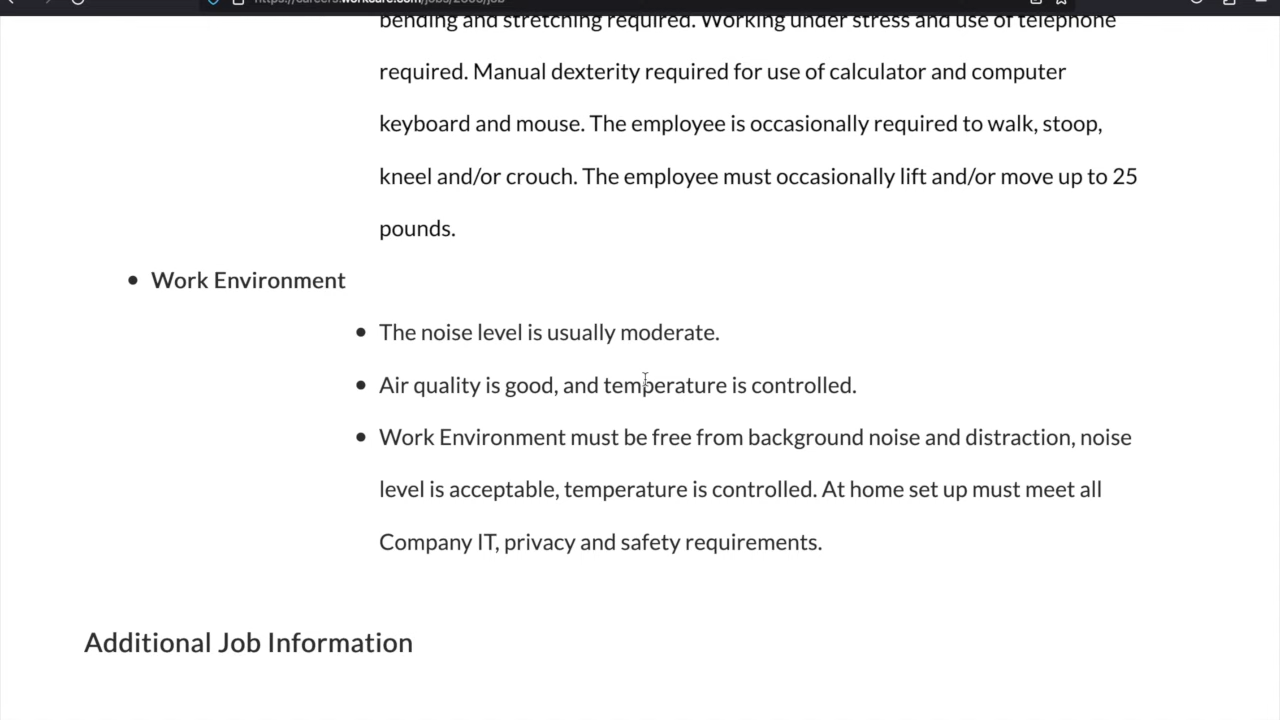 bending and stretching required. Working under stress and use of telephone
required. Manual dexterity required for use of calculator and computer
keyboard and mouse. The employee is occasionally required to walk, stoop,
kneel and/or crouch. The employee must occasionally lift and/or move up to 25
pounds.
• Work Environment
• The noise level is usually moderate.
• Air quality is good, and temperature is controlled.
• Work Environment must be free from background noise and distraction, noise
level is acceptable, temperature is controlled. At home set up must meet all
Company IT, privacy and safety requirements.
Additional Job Information